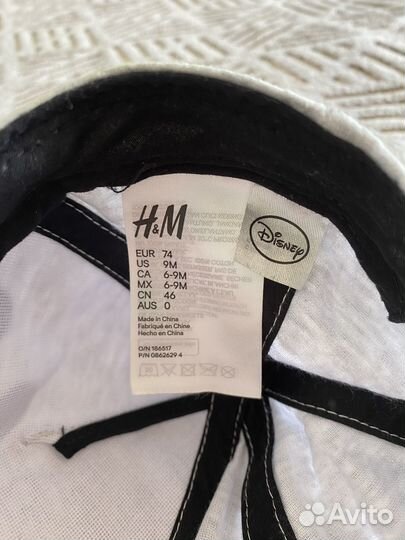 H&M
Disney
EUR 74
US 9M
CA 6-9M
MX 6-9M
CN 46
AUS 0
Made in China
Fabriqué en Chine
Hecho en China
O/N 186517
P/N 0862629 4
Avito